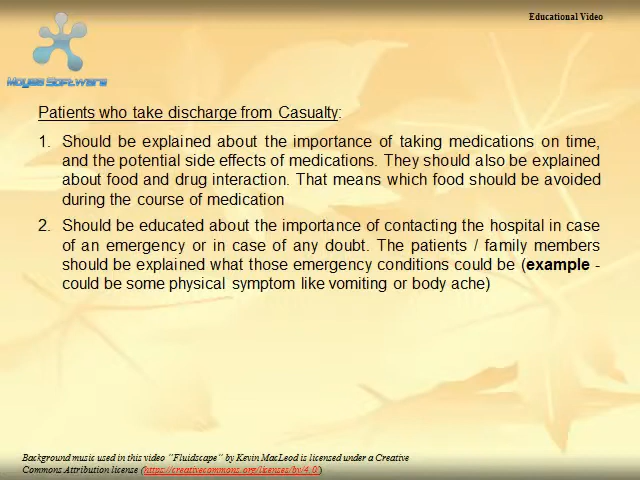 Educational Video
Moyea Software
Patients who take discharge from Casualty:
1. Should be explained about the importance of taking medications on time,
and the potential side effects of medications. They should also be explained
about food and drug interaction. That means which food should be avoided
during the course of medication
2. Should be educated about the importance of contacting the hospital in case
of an emergency or in case of any doubt. The patients / family members
should be explained what those emergency conditions could be (example -
could be some physical symptom like vomiting or body ache)
Background music used in this video "Fluidscape" by Kevin MacLeod is licensed under a Creative
Commons Attribution license (https://creativecommons.org/licenses/by/4.0/)